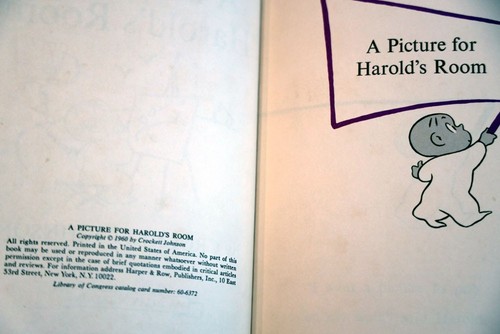 A PICTURE FOR HAROLD'S ROOM
Copyright © 1960 by Crockett Johnson
All rights reserved. Printed in the United States of America. No part of this
book may be used or reproduced in any manner whatsoever without written
permission except in the case of brief quotations embodied in critical articles
and reviews. For information address Harper & Row, Publishers, Inc., 10 East
53rd Street, New York, N.Y. 10022.
Library of Congress catalog card number: 60-6372
A Picture for
Harold's Room